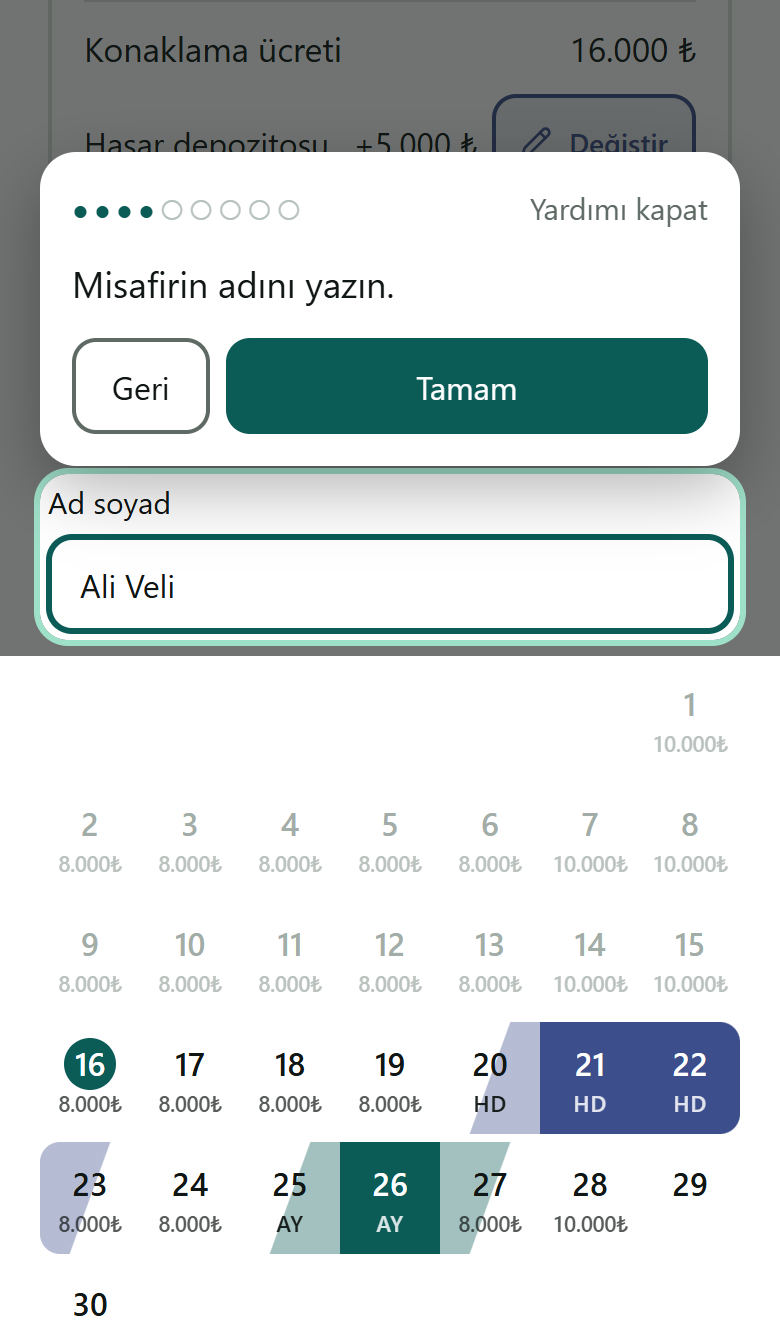 Konaklama ücreti 16.000 ₺
Hasar depozitosu +5.000 ₺ Değiştir
Yardımı kapat
Misafirin adını yazın.
Geri Tamam
Ad soyad
Ali Veli
1
10.000₺
2 3 4 5 6 7 8
8.000₺ 8.000₺ 8.000₺ 8.000₺ 8.000₺ 10.000₺ 10.000₺
9 10 11 12 13 14 15
8.000₺ 8.000₺ 8.000₺ 8.000₺ 8.000₺ 10.000₺ 10.000₺
16 17 18 19 20 21 22
8.000₺ 8.000₺ 8.000₺ 8.000₺ HD HD HD
23 24 25 26 27 28 29
8.000₺ 8.000₺ AY AY 8.000₺ 10.000₺
30